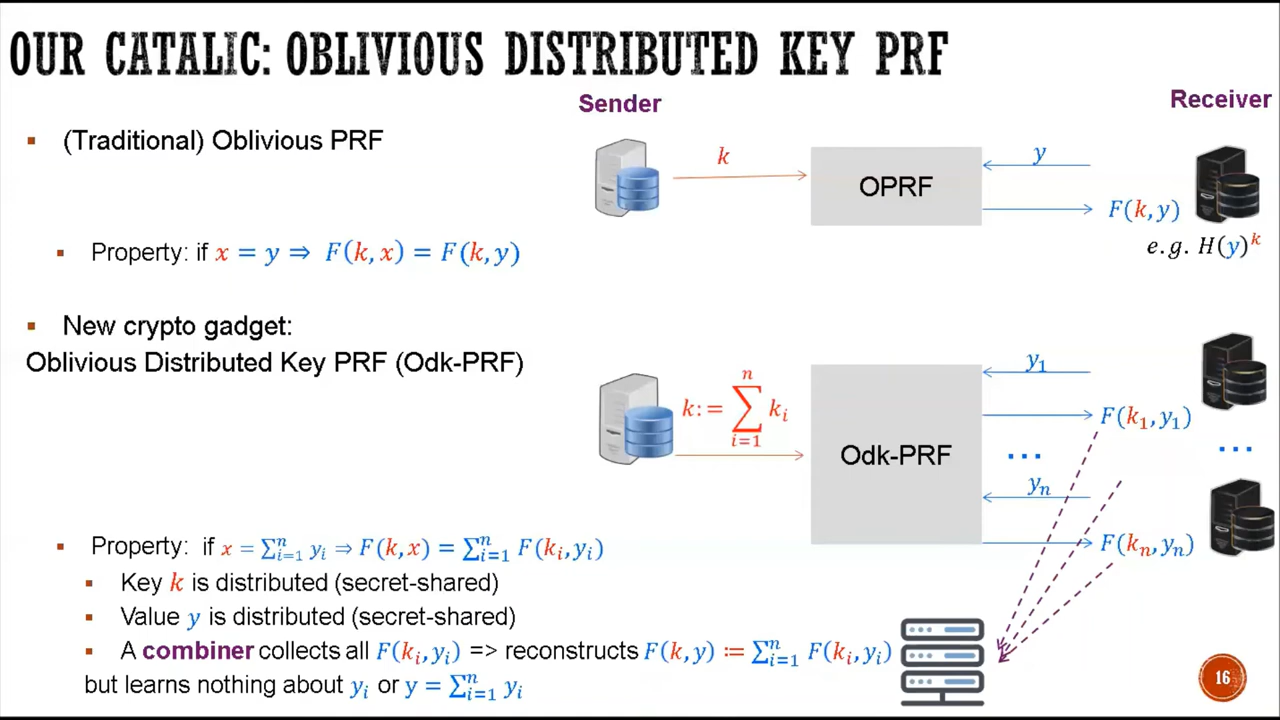 OUR CATALIC: OBLIVIOUS DISTRIBUTED KEY PRF
Sender
Receiver
▪ (Traditional) Oblivious PRF
k
OPRF
y
F(k, y)
e.g. H(y)^k
▪ Property: if x = y ⇒ F(k, x) = F(k, y)
▪ New crypto gadget:
Oblivious Distributed Key PRF (Odk-PRF)
k := ∑_{i=1}^{n} k_i
Odk-PRF
y_1
F(k_1, y_1)
...
...
y_n
F(k_n, y_n)
▪ Property: if x = ∑_{i=1}^{n} y_i ⇒ F(k, x) = ∑_{i=1}^{n} F(k_i, y_i)
▪ Key k is distributed (secret-shared)
▪ Value y is distributed (secret-shared)
▪ A combiner collects all F(k_i, y_i) => reconstructs F(k, y) := ∑_{i=1}^{n} F(k_i, y_i)
but learns nothing about y_i or y = ∑_{i=1}^{n} y_i
16